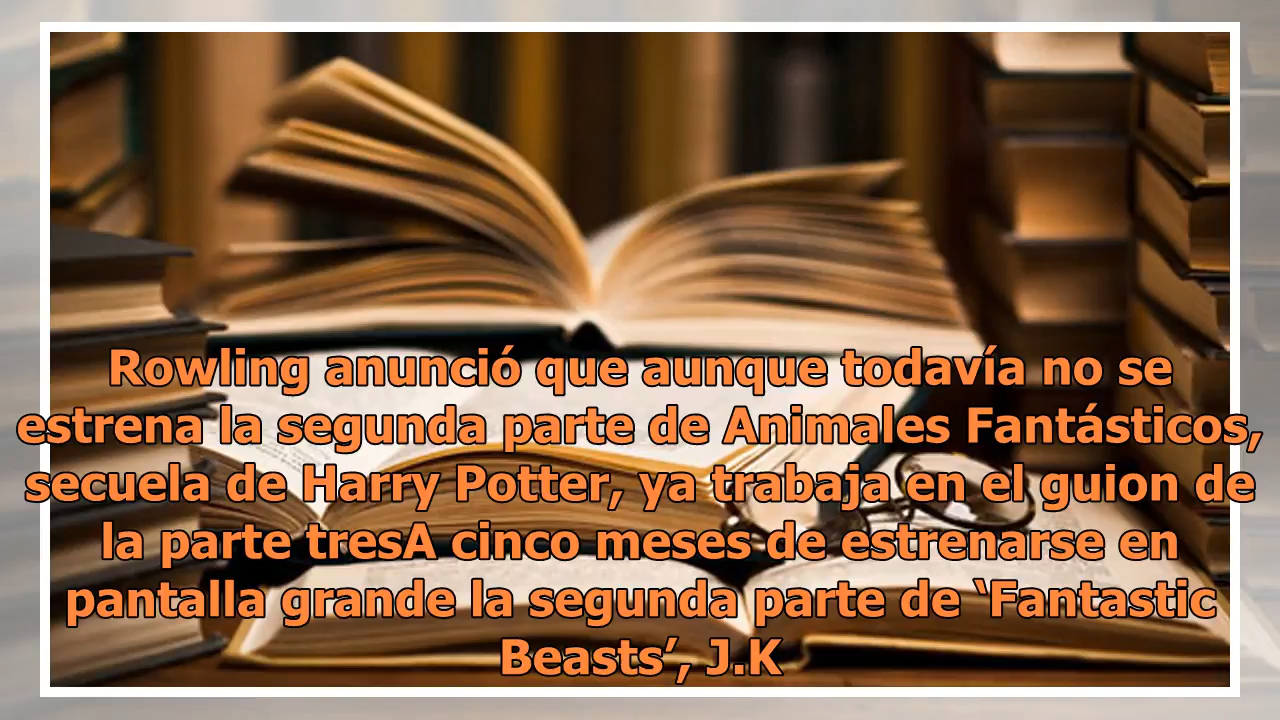 Rowling anunció que aunque todavía no se
estrena la segunda parte de Animales Fantásticos,
secuela de Harry Potter, ya trabaja en el guion de
la parte tresA cinco meses de estrenarse en
pantalla grande la segunda parte de ‘Fantastic
Beasts’, J.K